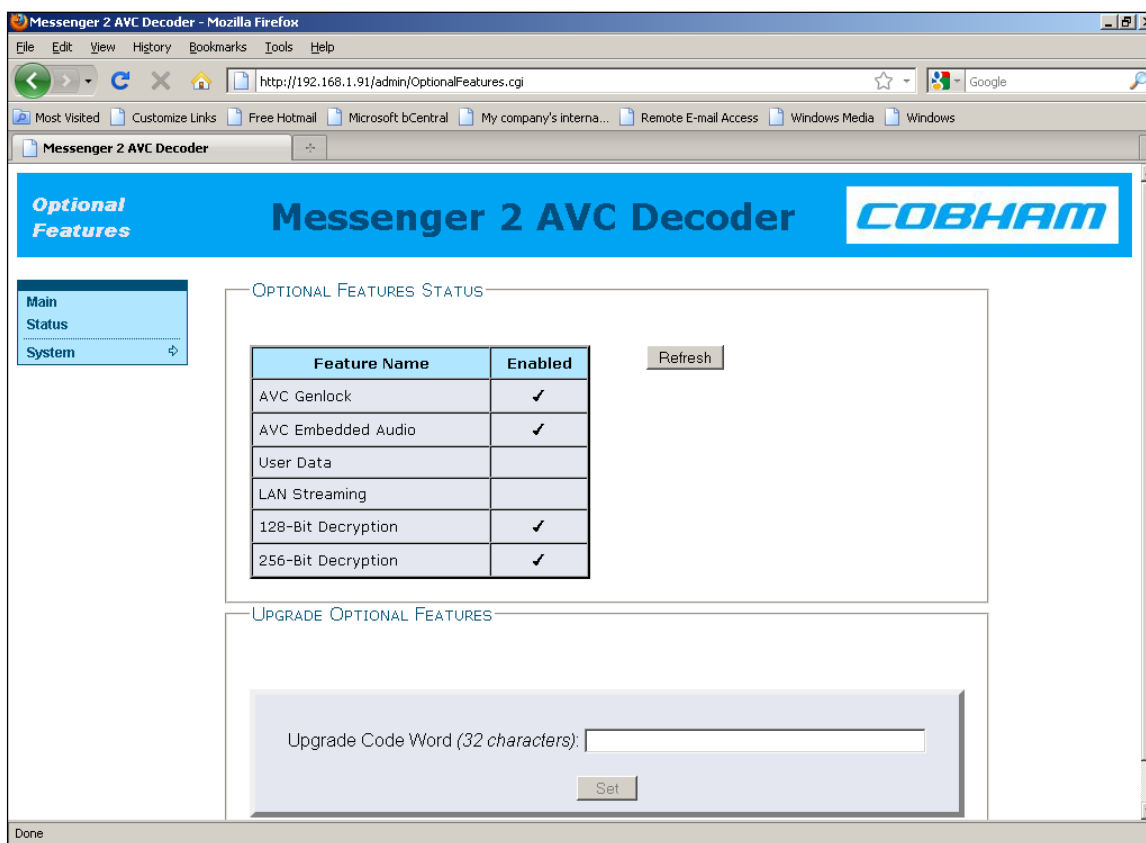 Messenger 2 AVC Decoder - Mozilla Firefox
File Edit View History Bookmarks Tools Help
http://192.168.1.91/admin/OptionalFeatures.cgi Google
Most Visited Customize Links Free Hotmail Microsoft bCentral My company's interna... Remote E-mail Access Windows Media Windows
Messenger 2 AVC Decoder
Optional
Features
Messenger 2 AVC Decoder
COBHAM
Main
Status
System
OPTIONAL FEATURES STATUS
Feature Name Enabled
Refresh
AVC Genlock ✓
AVC Embedded Audio ✓
User Data
LAN Streaming
128-Bit Decryption ✓
256-Bit Decryption ✓
UPGRADE OPTIONAL FEATURES
Upgrade Code Word (32 characters):
Set
Done